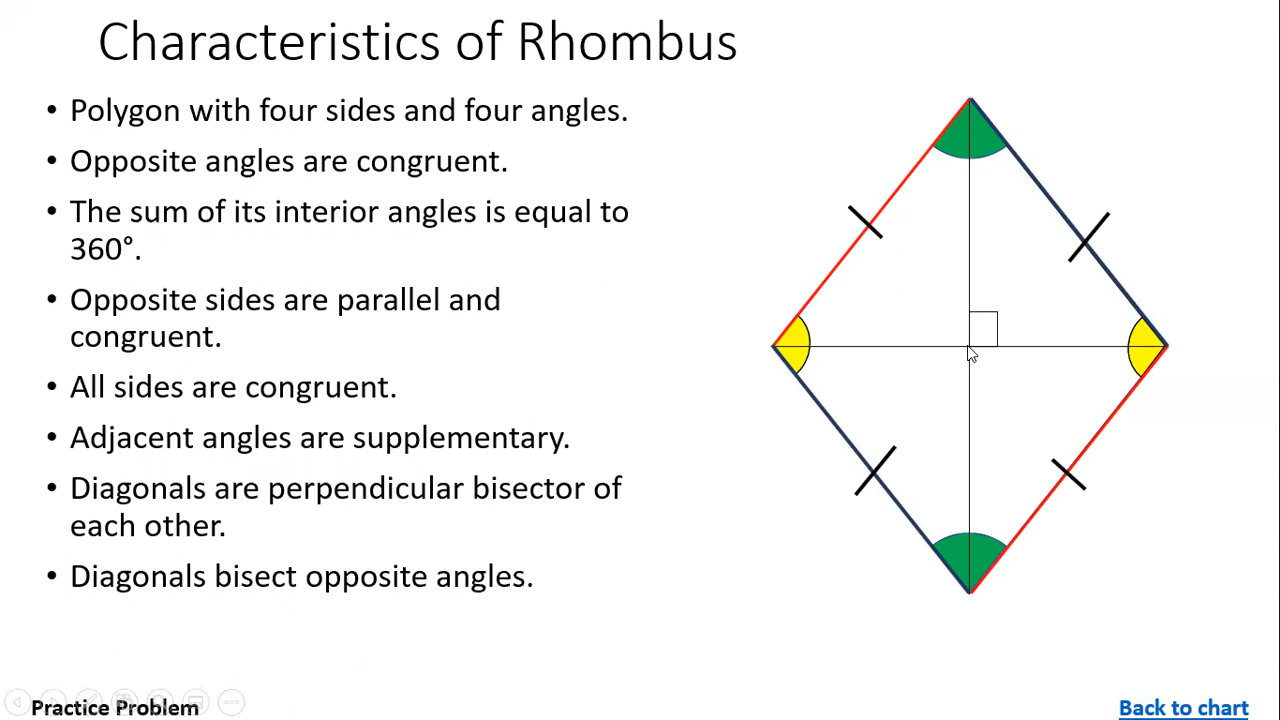 Characteristics of Rhombus
• Polygon with four sides and four angles.
• Opposite angles are congruent.
• The sum of its interior angles is equal to
360°.
• Opposite sides are parallel and
congruent.
• All sides are congruent.
• Adjacent angles are supplementary.
• Diagonals are perpendicular bisector of
each other.
• Diagonals bisect opposite angles.
Practice Problem
Back to chart